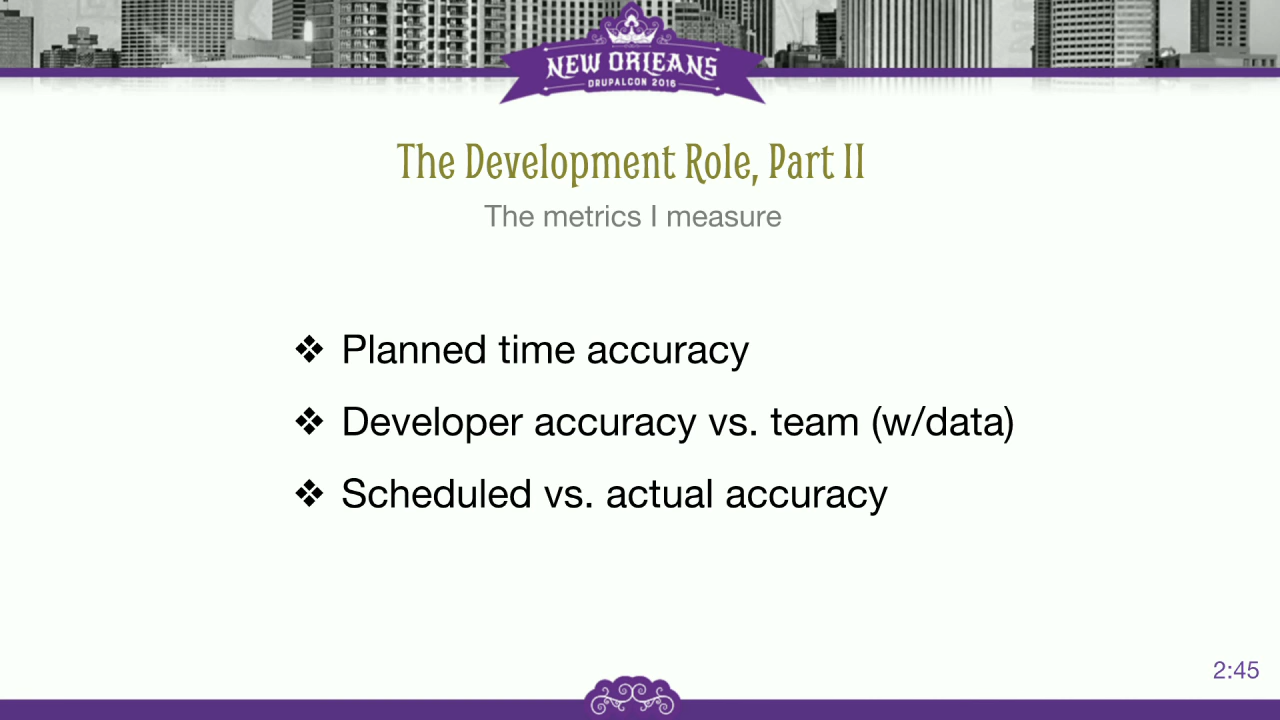 NEW ORLEANS
DRUPALCON 2016
The Development Role, Part II
The metrics I measure
❖ Planned time accuracy
❖ Developer accuracy vs. team (w/data)
❖ Scheduled vs. actual accuracy
2:45